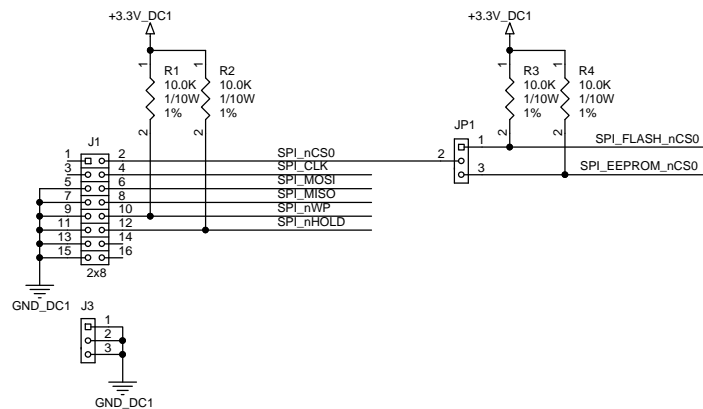 +3.3V_DC1
+3.3V_DC1
1
1
R1
10.0K
1/10W
1%
R2
10.0K
1/10W
1%
2
2
1
1
R3
10.0K
1/10W
1%
R4
10.0K
1/10W
1%
2
2
J1
1 2 SPI_nCS0
3 4 SPI_CLK
5 6 SPI_MOSI
7 8 SPI_MISO
9 10 SPI_nWP
11 12 SPI_nHOLD
13 14
15 16
2x8
GND_DC1
JP1
1 SPI_FLASH_nCS0
2
3 SPI_EEPROM_nCS0
J3
1
2
3
GND_DC1